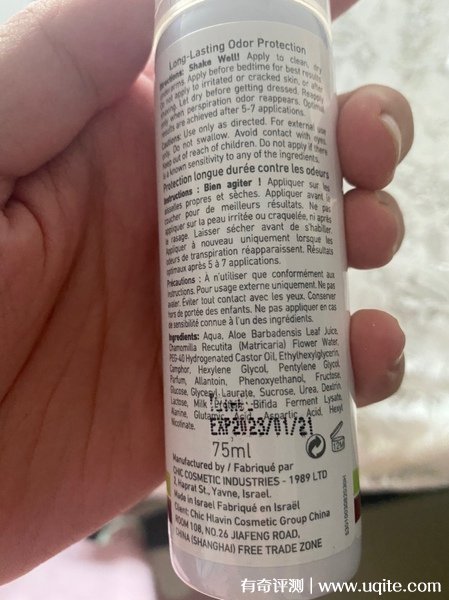 Long-Lasting Odor Protection
Directions: Shake Well! Apply to clean, dry
underarms. Apply before bedtime for best results.
Do not apply to irritated or cracked skin, or after
shaving. Let dry before getting dressed. Reapply
only when perspiration odor reappears. Optimal
results are achieved after 5-7 applications.
Caution: Use only as directed. For external use
only. Do not swallow. Avoid contact with eyes.
Keep out of reach of children. Do not apply if there
is a known sensitivity to any of the ingredients.
Protection longue durée contre les odeurs
Instructions : Bien agiter ! Appliquer sur les
aisselles propres et sèches. Appliquer avant le
coucher pour de meilleurs résultats. Ne pas
appliquer sur la peau irritée ou craquelée, ni après
le rasage. Laisser sécher avant de s'habiller.
Appliquer à nouveau uniquement lorsque les
odeurs de transpiration réapparaissent. Résultats
optimaux après 5 à 7 applications.
Précautions : A n'utiliser que conformément aux
instructions. Pour usage externe uniquement. Ne pas
avaler. Éviter tout contact avec les yeux. Conserver
hors de portée des enfants. Ne pas appliquer en cas
de sensibilité connue à l'un des ingrédients.
Ingredients: Aqua, Aloe Barbadensis Leaf Juice,
Chamomilla Recutita (Matricaria) Flower Water,
PEG-40 Hydrogenated Castor Oil, Ethylhexylglycerin,
Camphor, Hexylene Glycol, Pentylene Glycol,
Parfum, Allantoin, Phenoxyethanol, Fructose,
Glucose, Glyceryl Laurate, Sucrose, Urea, Dextrin,
Lactose, Milk Protein, Bifida Ferment Lysate,
Alanine, Glutamic Acid, Aspartic Acid, Hexyl
Nicotinate.
EXP2023/01/21
75ml
12M
Manufactured by / Fabriqué par
CHIC COSMETIC INDUSTRIES - 1989 LTD
2, Haprat St., Yavne, Israel.
Made in Israel Fabriqué en Israël
Client: Chic Hlavin Cosmetic Group China
ROOM 108, NO.26 JIAFENG ROAD,
CHINA (SHANGHAI) FREE TRADE ZONE
有奇评测 | www.uqite.com